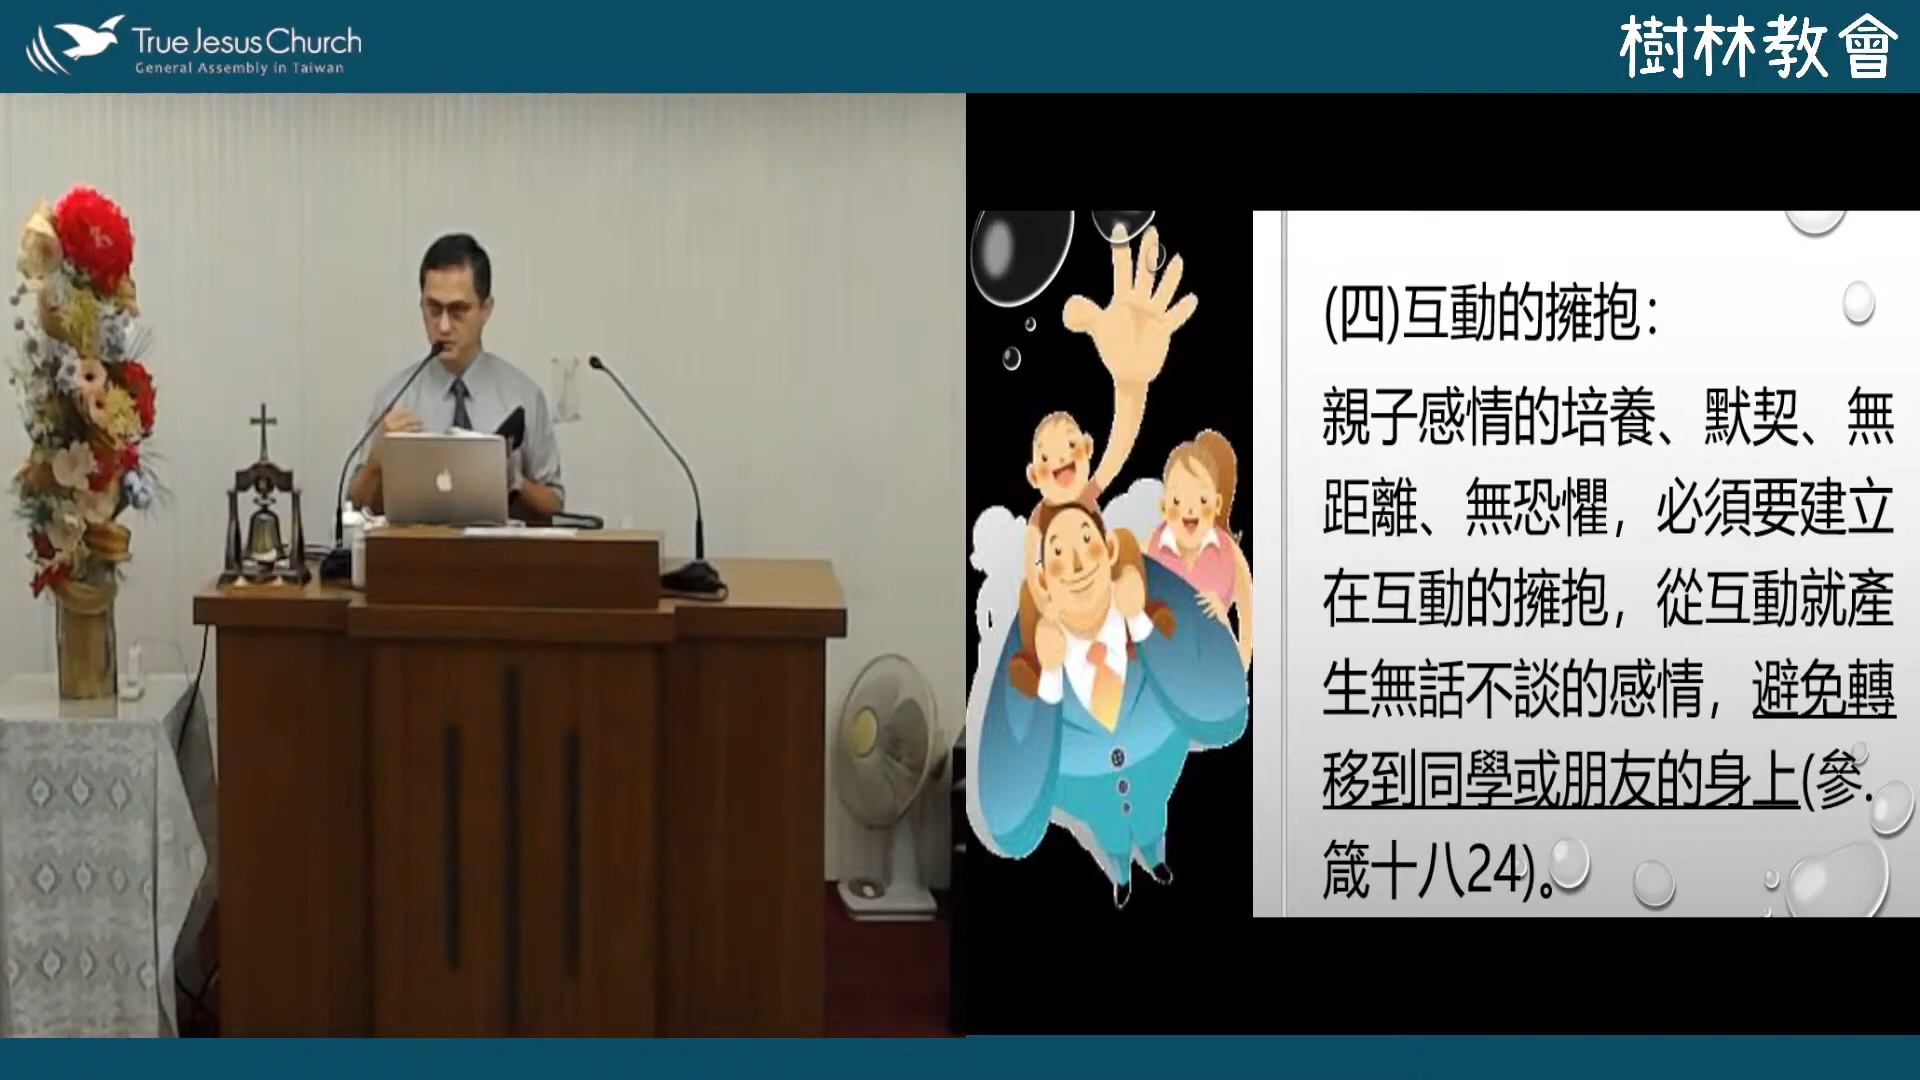 True Jesus Church
General Assembly in Taiwan
樹林教會
(四)互動的擁抱：
親子感情的培養、默契、無
距離、無恐懼，必須要建立
在互動的擁抱，從互動就產
生無話不談的感情，避免轉
移到同學或朋友的身上(參.
箴十八24)。